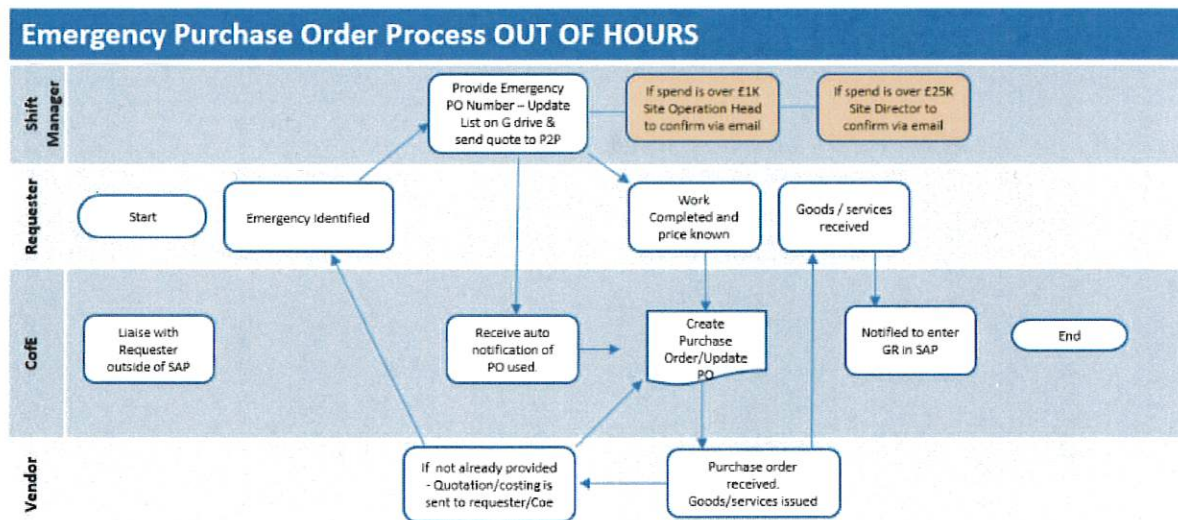 Emergency Purchase Order Process OUT OF HOURS
Shift
Manager
Provide Emergency
PO Number – Update
List on G drive &
send quote to P2P
If spend is over £1K
Site Operation Head
to confirm via email
If spend is over £25K
Site Director to
confirm via email
Requester
Start
Emergency Identified
Work
Completed and
price known
Goods / services
received
CofE
Liaise with
Requester
outside of SAP
Receive auto
notification of
PO used.
Create
Purchase
Order/Update
PO
Notified to enter
GR in SAP
End
Vendor
If not already provided
- Quotation/costing is
sent to requester/Coe
Purchase order
received.
Goods/services issued